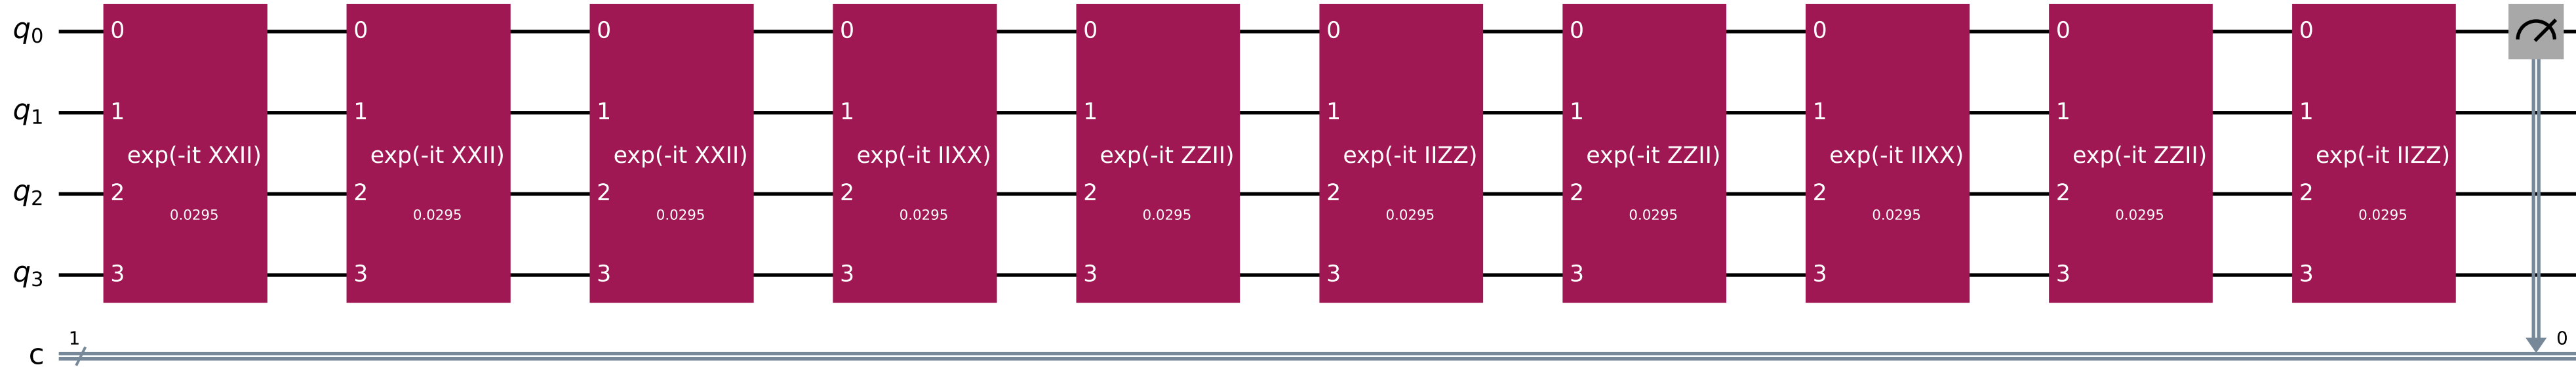 q0 0 0 0 0 0 0 0 0 0 0
q1 1 1 1 1 1 1 1 1 1 1
exp(-it XXII) exp(-it XXII) exp(-it XXII) exp(-it IIXX) exp(-it ZZII) exp(-it IIZZ) exp(-it ZZII) exp(-it IIXX) exp(-it ZZII) exp(-it IIZZ)
q2 2 2 2 2 2 2 2 2 2 2
0.0295 0.0295 0.0295 0.0295 0.0295 0.0295 0.0295 0.0295 0.0295 0.0295
q3 3 3 3 3 3 3 3 3 3 3
1 0
c